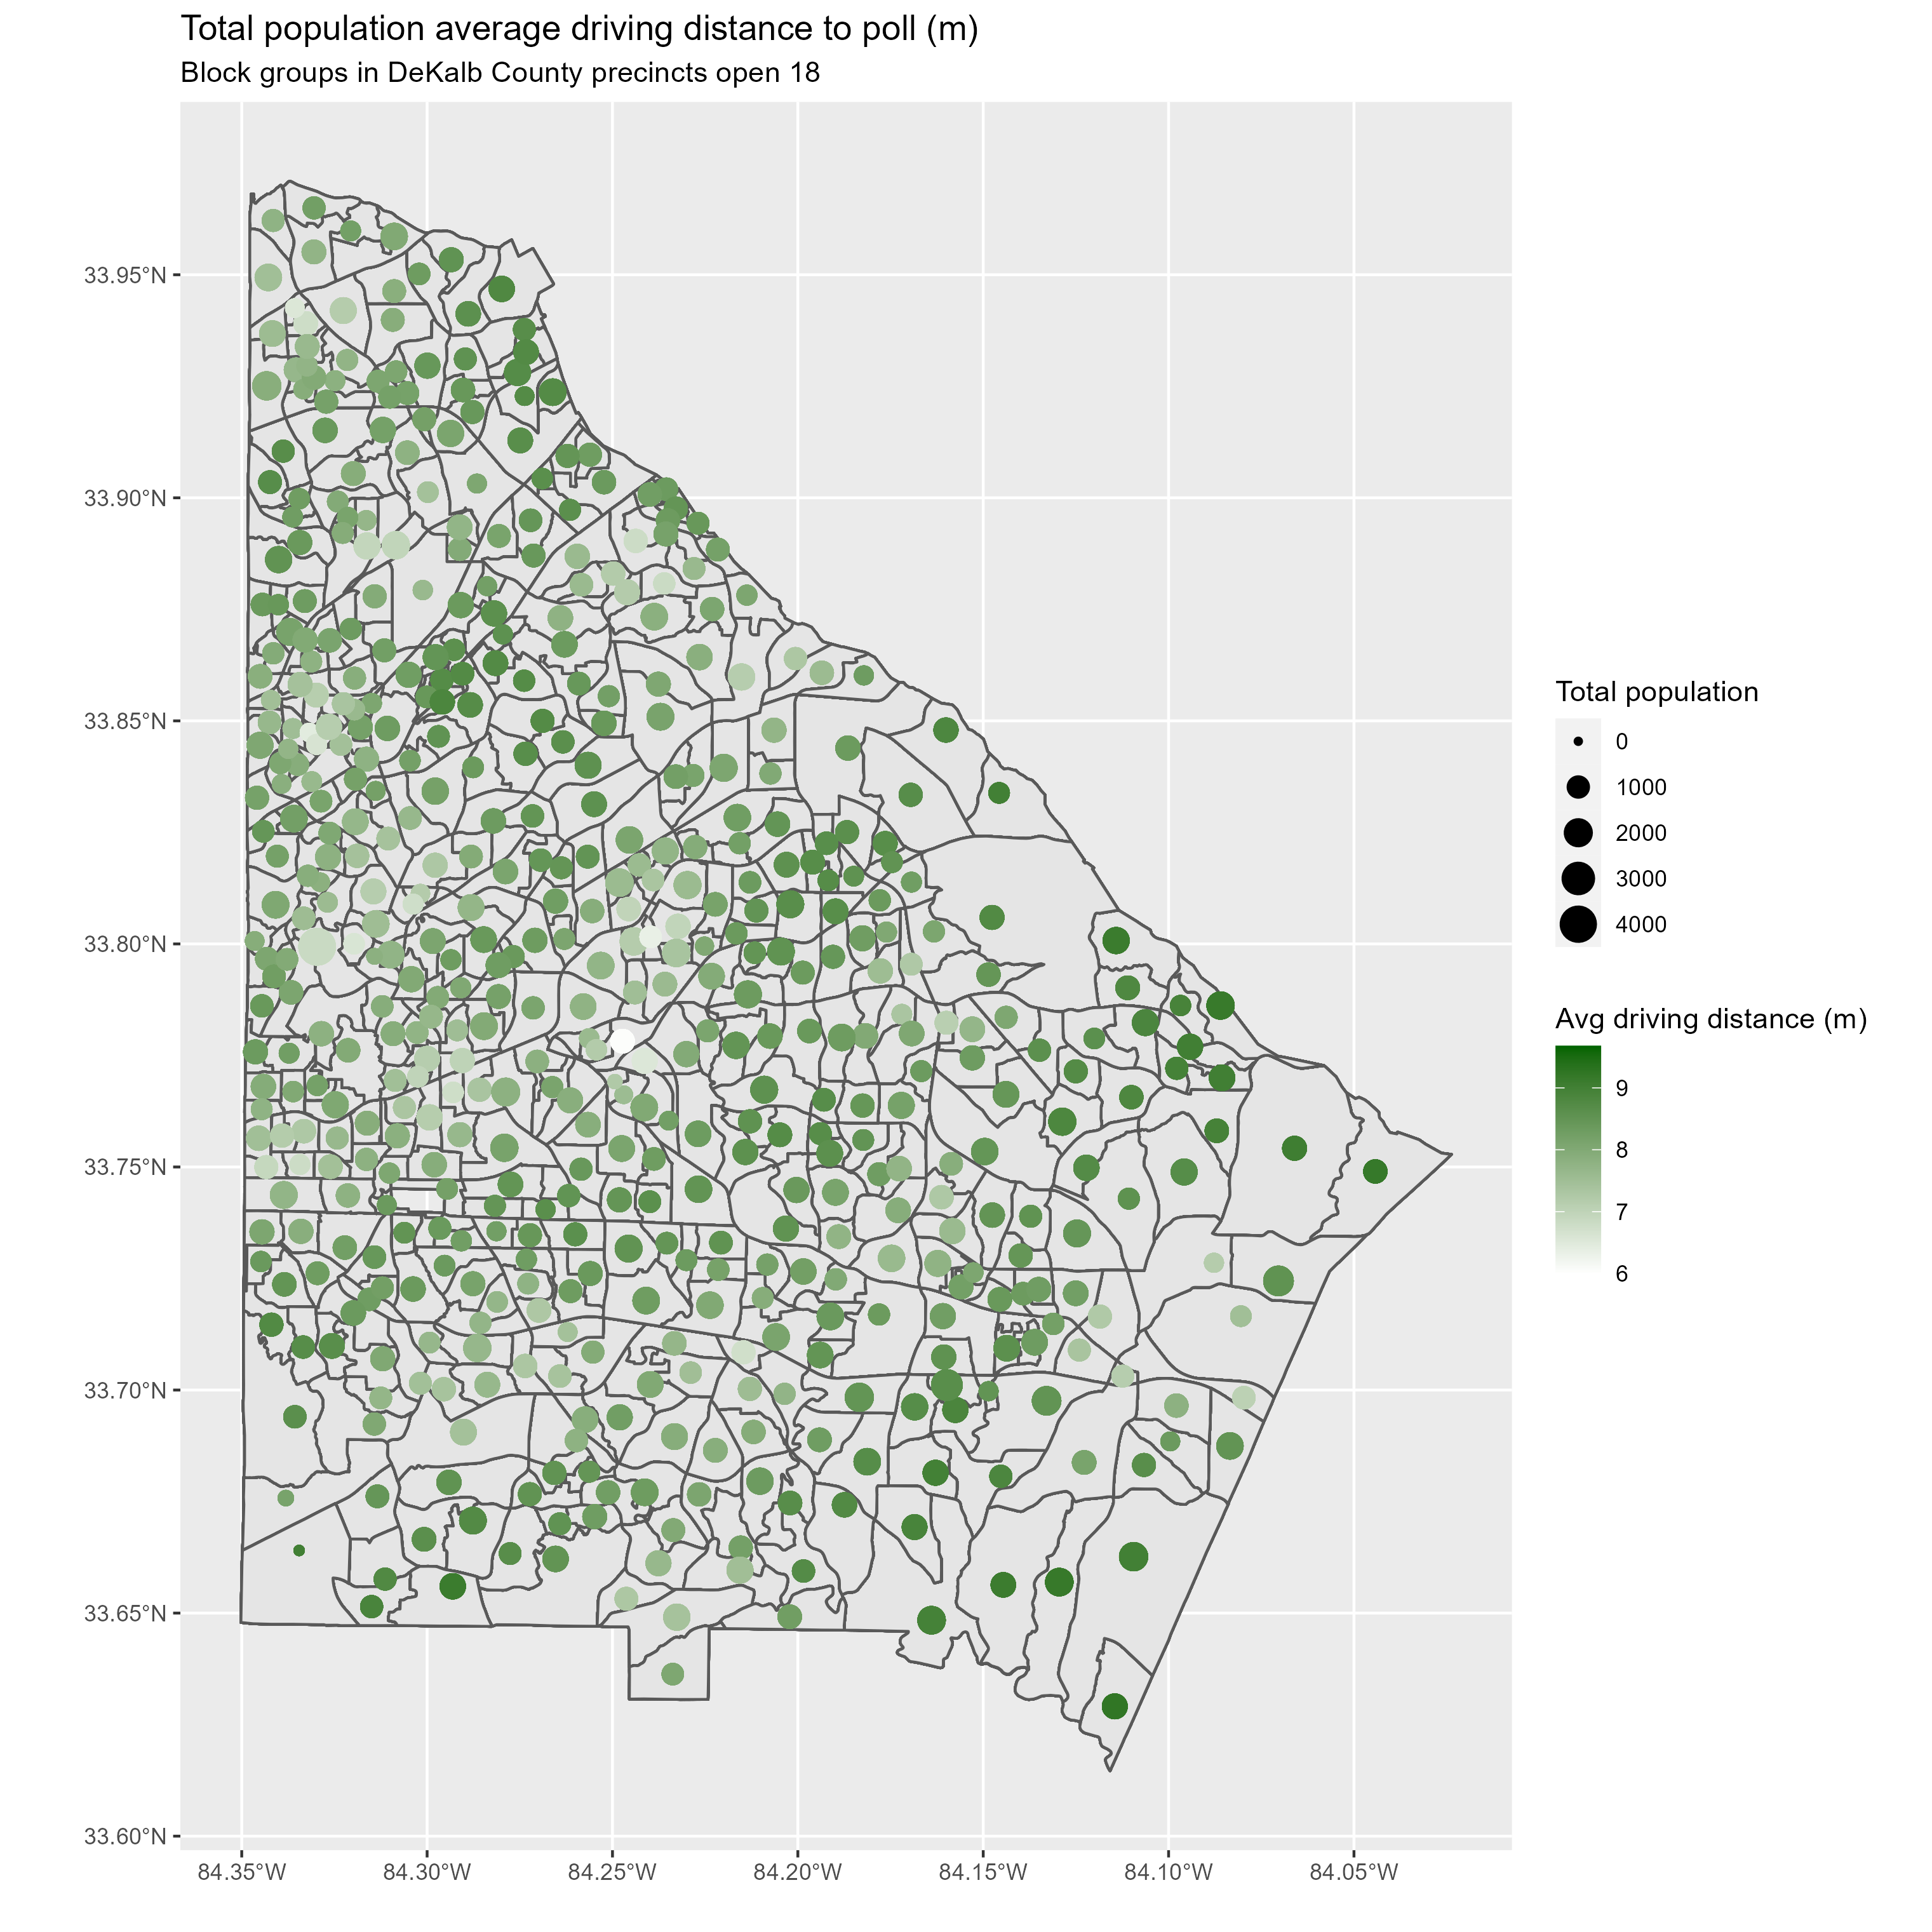 Total population average driving distance to poll (m)
Block groups in DeKalb County precincts open 18
33.95°N
33.90°N
33.85°N
33.80°N
33.75°N
33.70°N
33.65°N
33.60°N
84.35°W
84.30°W
84.25°W
84.20°W
84.15°W
84.10°W
84.05°W
Total population
0
1000
2000
3000
4000
Avg driving distance (m)
9
8
7
6